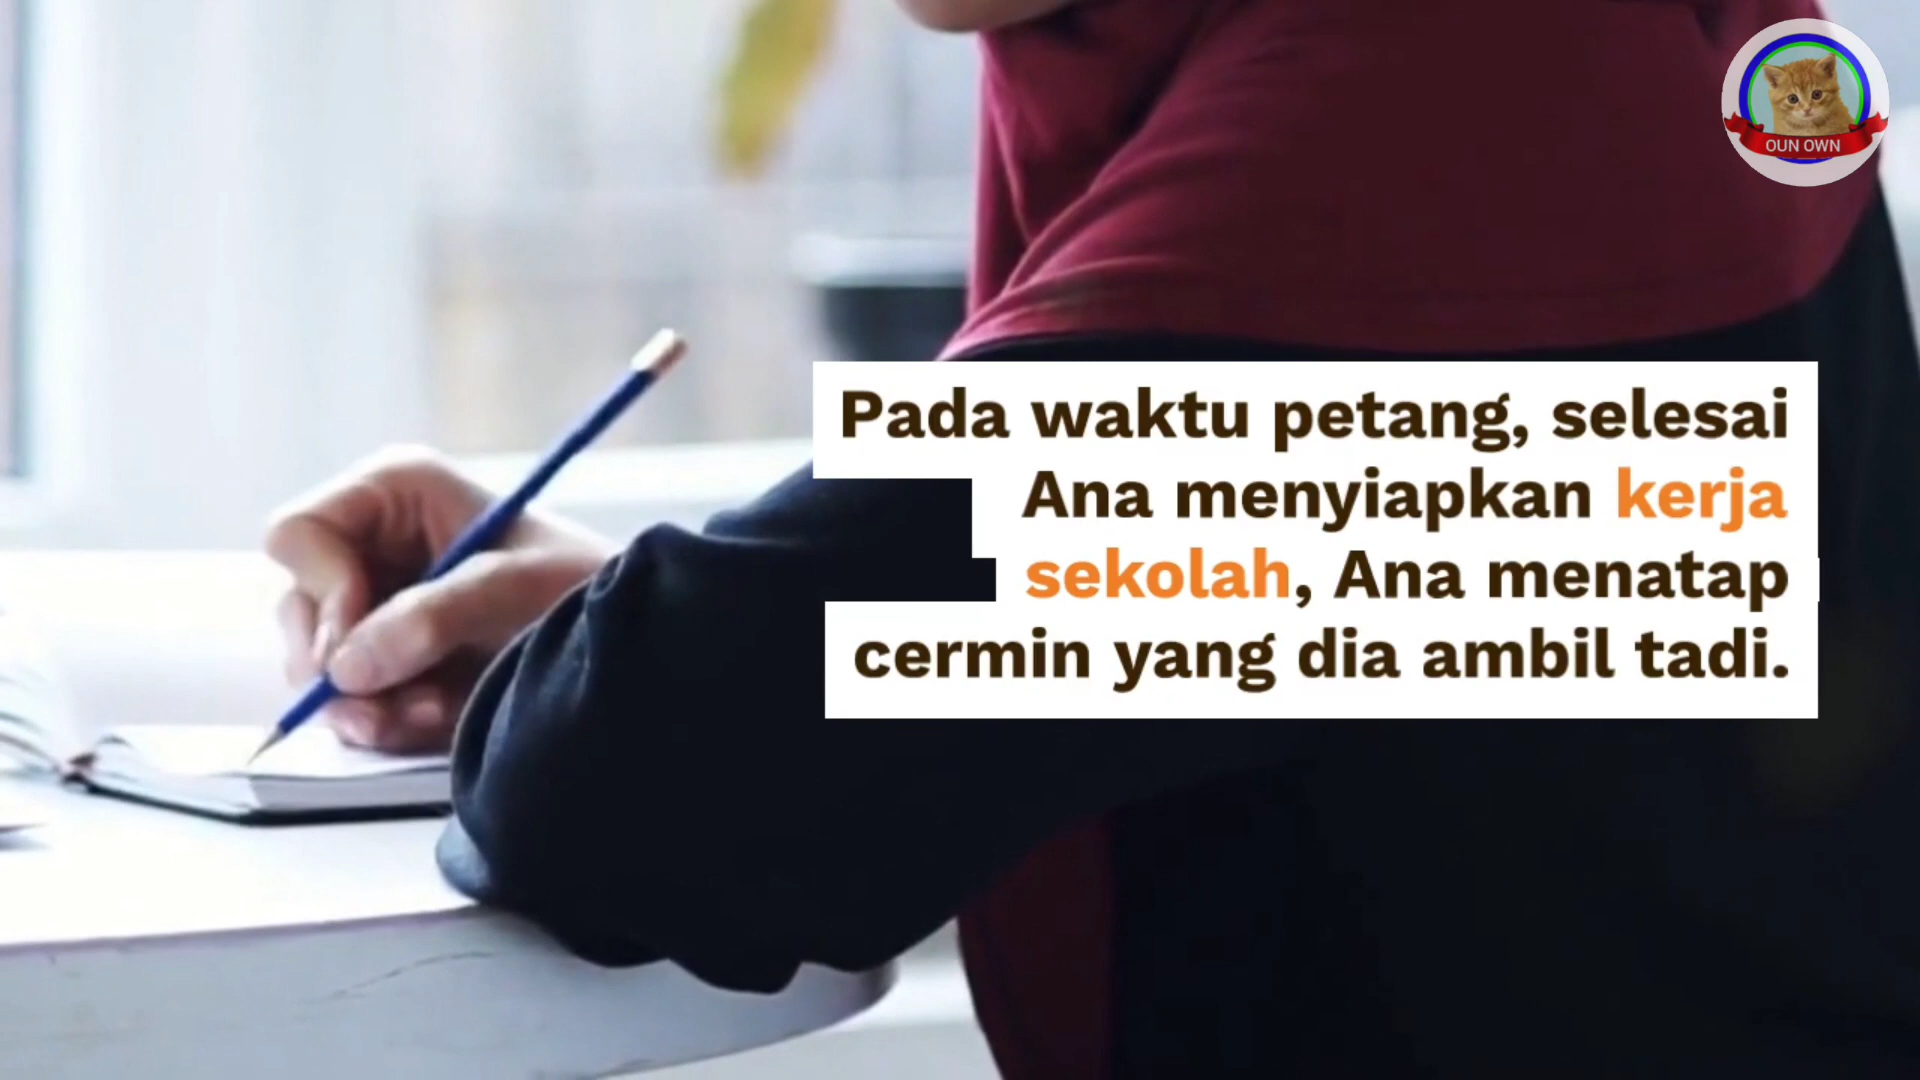 OUN OWN
Pada waktu petang, selesai
Ana menyiapkan kerja
sekolah, Ana menatap
cermin yang dia ambil tadi.